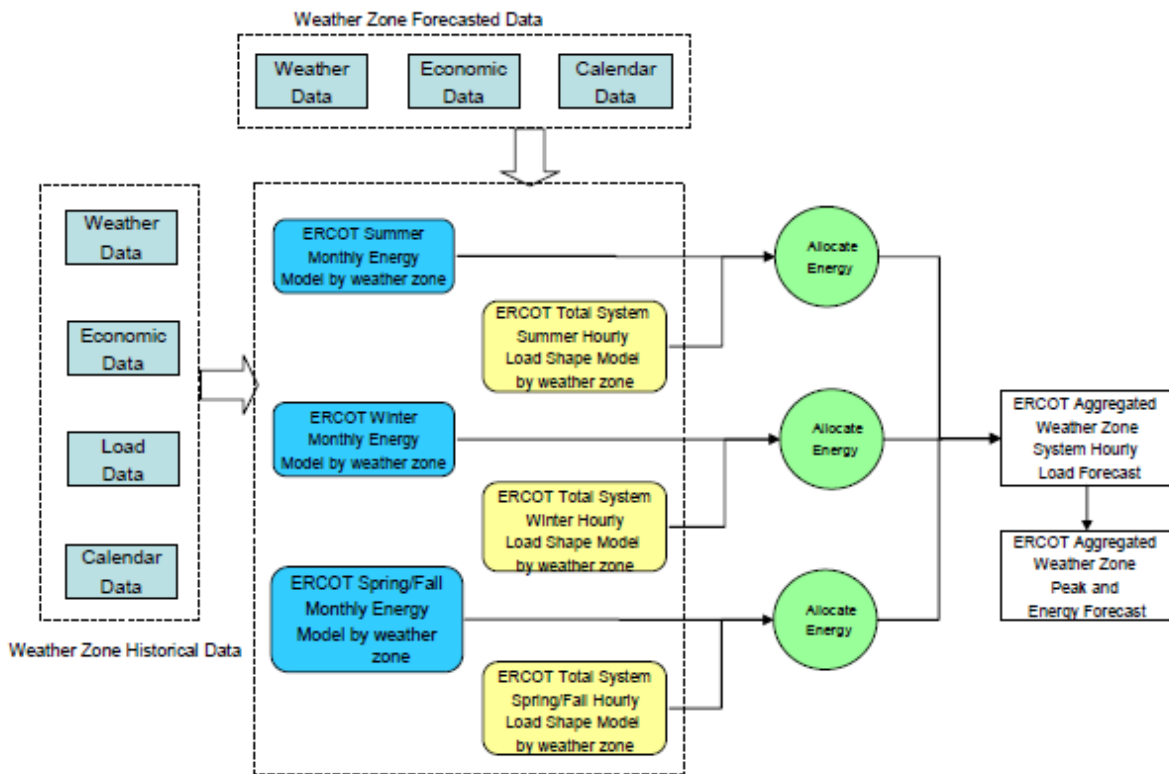 Weather Zone Forecasted Data
Weather
Data
Economic
Data
Calendar
Data
Weather
Data
Economic
Data
Load
Data
Calendar
Data
Weather Zone Historical Data
ERCOT Summer
Monthly Energy
Model by weather zone
ERCOT Total System
Summer Hourly
Load Shape Model
by weather zone
Allocate
Energy
ERCOT Winter
Monthly Energy
Model by weather zone
ERCOT Total System
Winter Hourly
Load Shape Model
by weather zone
Allocate
Energy
ERCOT Spring/Fall
Monthly Energy
Model by weather
zone
ERCOT Total System
Spring/Fall Hourly
Load Shape Model
by weather zone
Allocate
Energy
ERCOT Aggregated
Weather Zone
System Hourly
Load Forecast
ERCOT Aggregated
Weather Zone
Peak and
Energy Forecast